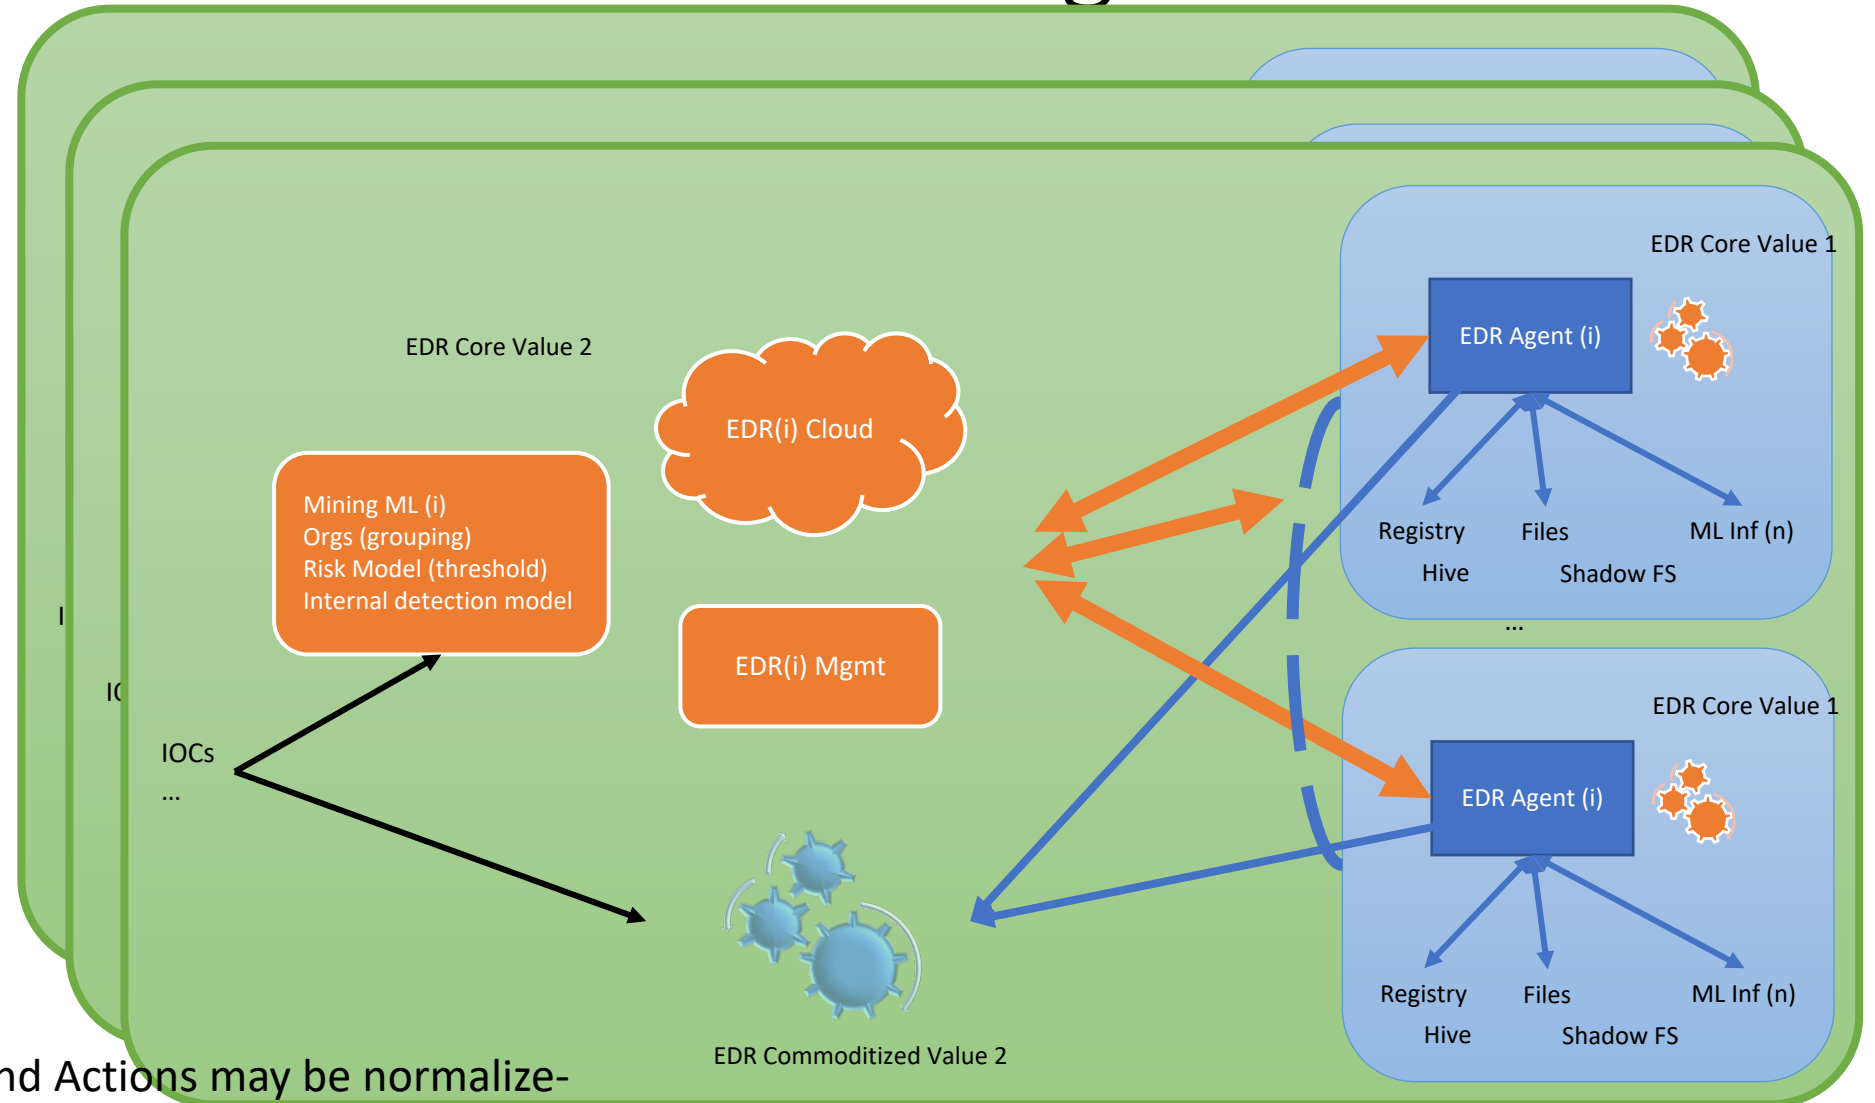 EDR Core Value 1
EDR Agent (i)
EDR Core Value 2
EDR(i) Cloud
Mining ML (i)
Orgs (grouping)
Risk Model (threshold)
Internal detection model
Registry
Files
ML Inf (n)
Hive
Shadow FS
...
EDR(i) Mgmt
EDR Core Value 1
IOCs
...
EDR Agent (i)
Registry
Files
ML Inf (n)
Hive
Shadow FS
EDR Commoditized Value 2
Actions may be normalize-